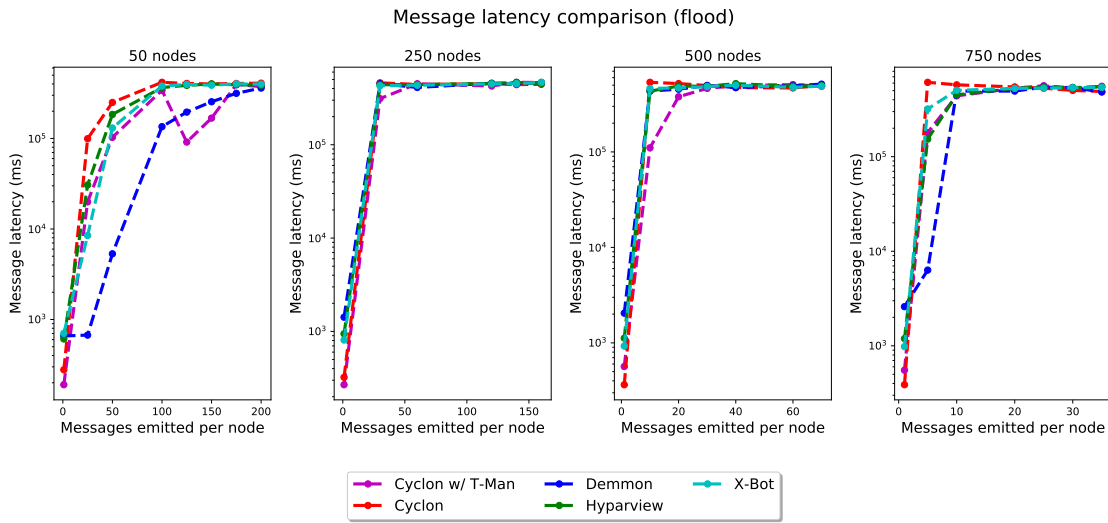 Message latency comparison (flood)
50 nodes
250 nodes
500 nodes
750 nodes
Message latency (ms)
10^5
10^4
10^3
0 50 100 150 200
Messages emitted per node
Message latency (ms)
10^5
10^4
10^3
0 50 100 150
Messages emitted per node
Message latency (ms)
10^5
10^4
10^3
0 20 40 60
Messages emitted per node
Message latency (ms)
10^5
10^4
10^3
0 10 20 30
Messages emitted per node
Cyclon w/ T-Man
Cyclon
Demmon
Hyparview
X-Bot